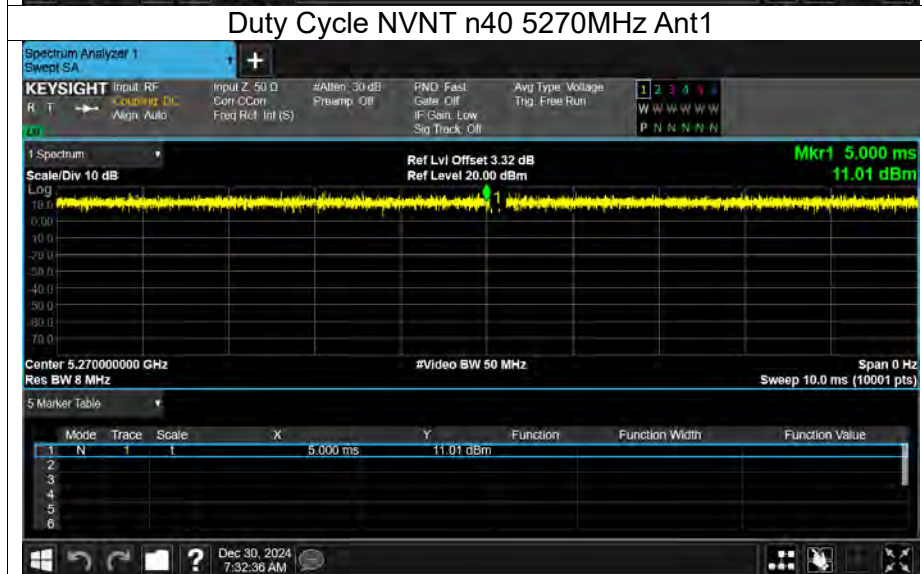 Duty Cycle NVNT n40 5270MHz Ant1
Spectrum Analyzer 1
Swept SA
+
KEYSIGHT Input: RF Input Z: 50 Ω #Atten: 30 dB PNO: Fast Avg Type: Voltage 1 2 3 4 5 6
R T Coupling: DC Corr CCorr Preamp: Off Gate: Off Trig: Free Run W W W W W W
Align: Auto Freq Ref: Int (S) IF Gain: Low
Sig Track: Off P N N N N N
1 Spectrum Ref Lvl Offset 3.32 dB Mkr1 5.000 ms
Scale/Div 10 dB Ref Level 20.00 dBm 11.01 dBm
Log
10.0
1
0.00
-10.0
-20.0
-30.0
-40.0
-50.0
-60.0
-70.0
Center 5.270000000 GHz #Video BW 50 MHz Span 0 Hz
Res BW 8 MHz Sweep 10.0 ms (10001 pts)
5 Marker Table
Mode Trace Scale X Y Function Function Width Function Value
1 N 1 t 5.000 ms 11.01 dBm
2
3
4
5
6
? Dec 30, 2024
7:32:36 AM